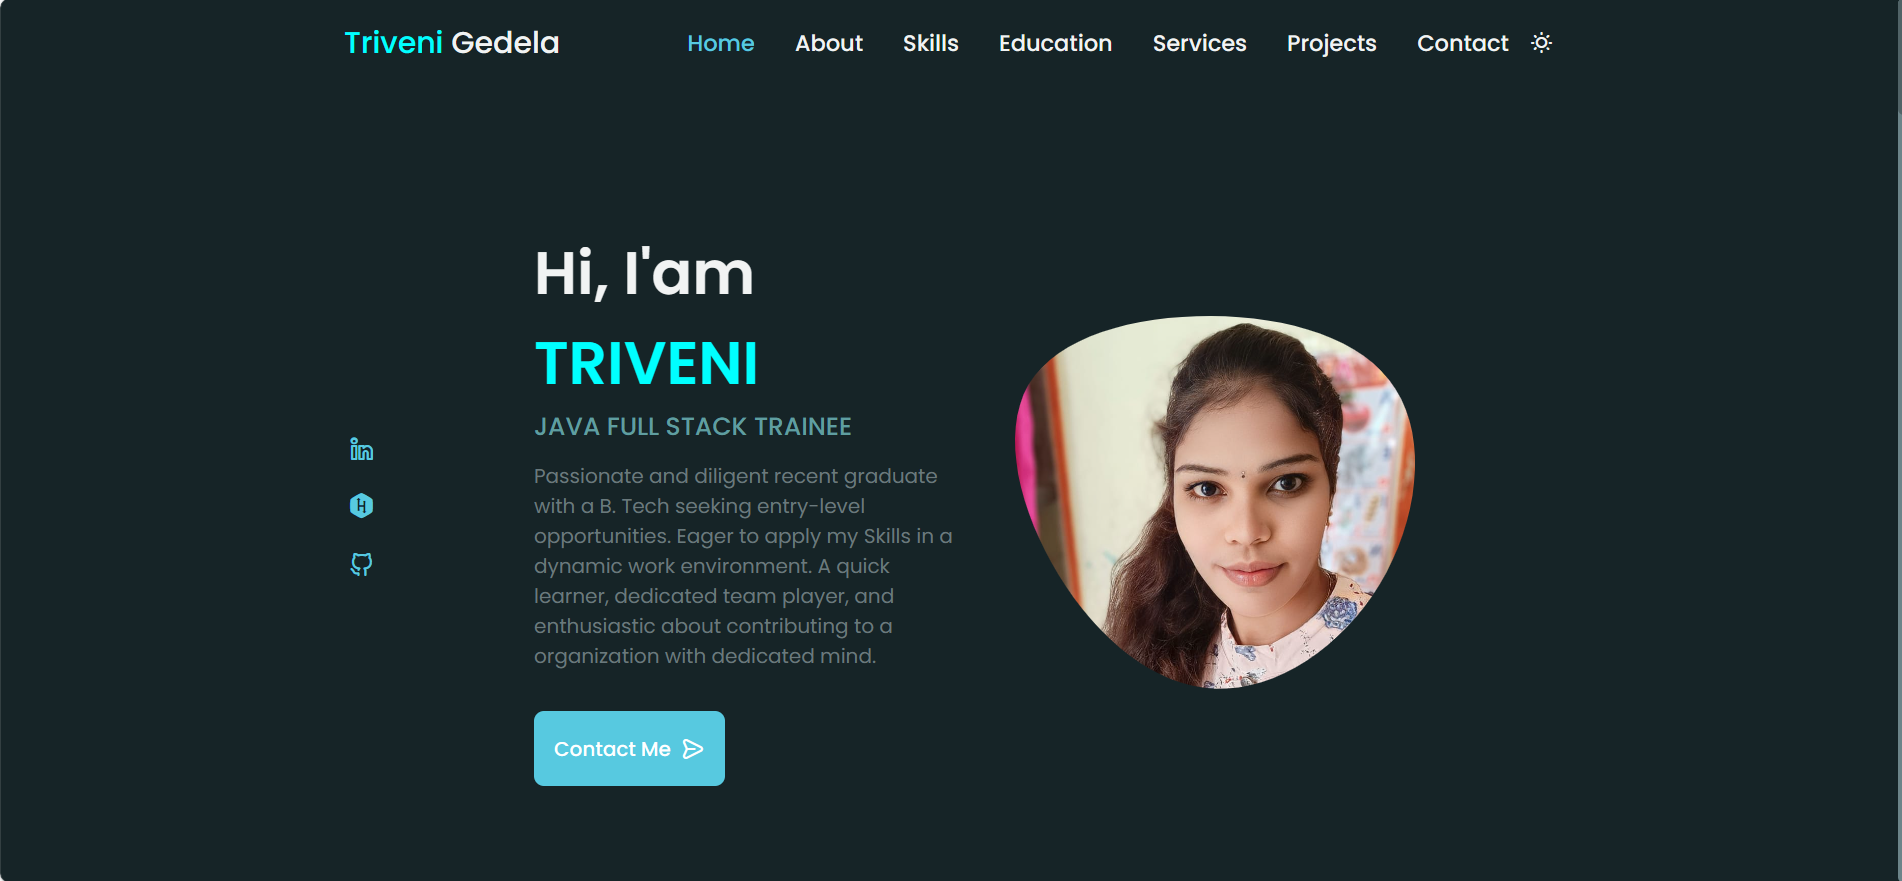 Triveni Gedela
Home About Skills Education Services Projects Contact
Hi, I'am
TRIVENI
JAVA FULL STACK TRAINEE
Passionate and diligent recent graduate
with a B. Tech seeking entry-level
opportunities. Eager to apply my Skills in a
dynamic work environment. A quick
learner, dedicated team player, and
enthusiastic about contributing to a
organization with dedicated mind.
Contact Me